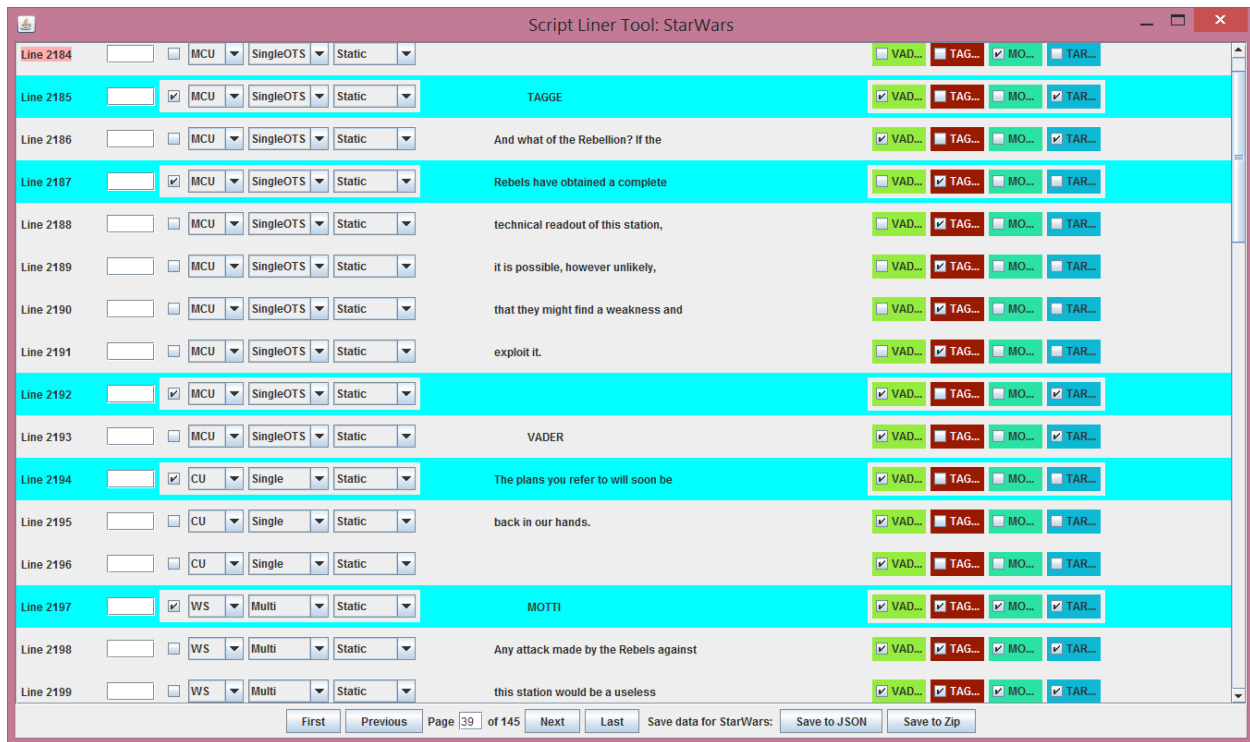 Script Liner Tool: StarWars
Line 2184 MCU SingleOTS Static VAD... TAG... MO... TAR...
Line 2185 MCU SingleOTS Static TAGGE VAD... TAG... MO... TAR...
Line 2186 MCU SingleOTS Static And what of the Rebellion? If the VAD... TAG... MO... TAR...
Line 2187 MCU SingleOTS Static Rebels have obtained a complete VAD... TAG... MO... TAR...
Line 2188 MCU SingleOTS Static technical readout of this station, VAD... TAG... MO... TAR...
Line 2189 MCU SingleOTS Static it is possible, however unlikely, VAD... TAG... MO... TAR...
Line 2190 MCU SingleOTS Static that they might find a weakness and VAD... TAG... MO... TAR...
Line 2191 MCU SingleOTS Static exploit it. VAD... TAG... MO... TAR...
Line 2192 MCU SingleOTS Static VAD... TAG... MO... TAR...
Line 2193 MCU SingleOTS Static VADER VAD... TAG... MO... TAR...
Line 2194 CU Single Static The plans you refer to will soon be VAD... TAG... MO... TAR...
Line 2195 CU Single Static back in our hands. VAD... TAG... MO... TAR...
Line 2196 CU Single Static VAD... TAG... MO... TAR...
Line 2197 WS Multi Static MOTTI VAD... TAG... MO... TAR...
Line 2198 WS Multi Static Any attack made by the Rebels against VAD... TAG... MO... TAR...
Line 2199 WS Multi Static this station would be a useless VAD... TAG... MO... TAR...
First Previous Page 39 of 145 Next Last Save data for StarWars: Save to JSON Save to Zip